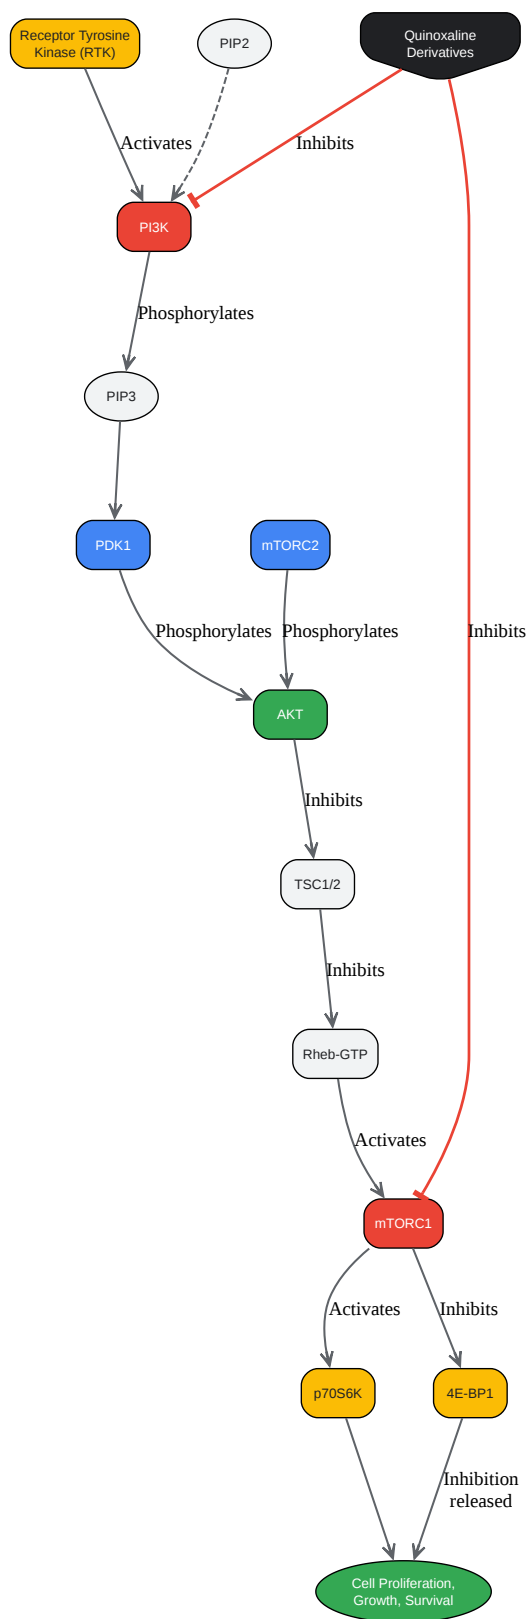 Receptor Tyrosine
Kinase (RTK)
PIP2
Quinoxaline
Derivatives
Activates
Inhibits
PI3K
Phosphorylates
PIP3
PDK1
mTORC2
Phosphorylates
Phosphorylates
Inhibits
AKT
Inhibits
TSC1/2
Inhibits
Rheb-GTP
Activates
mTORC1
Activates
Inhibits
p70S6K
4E-BP1
Inhibition
released
Cell Proliferation,
Growth, Survival